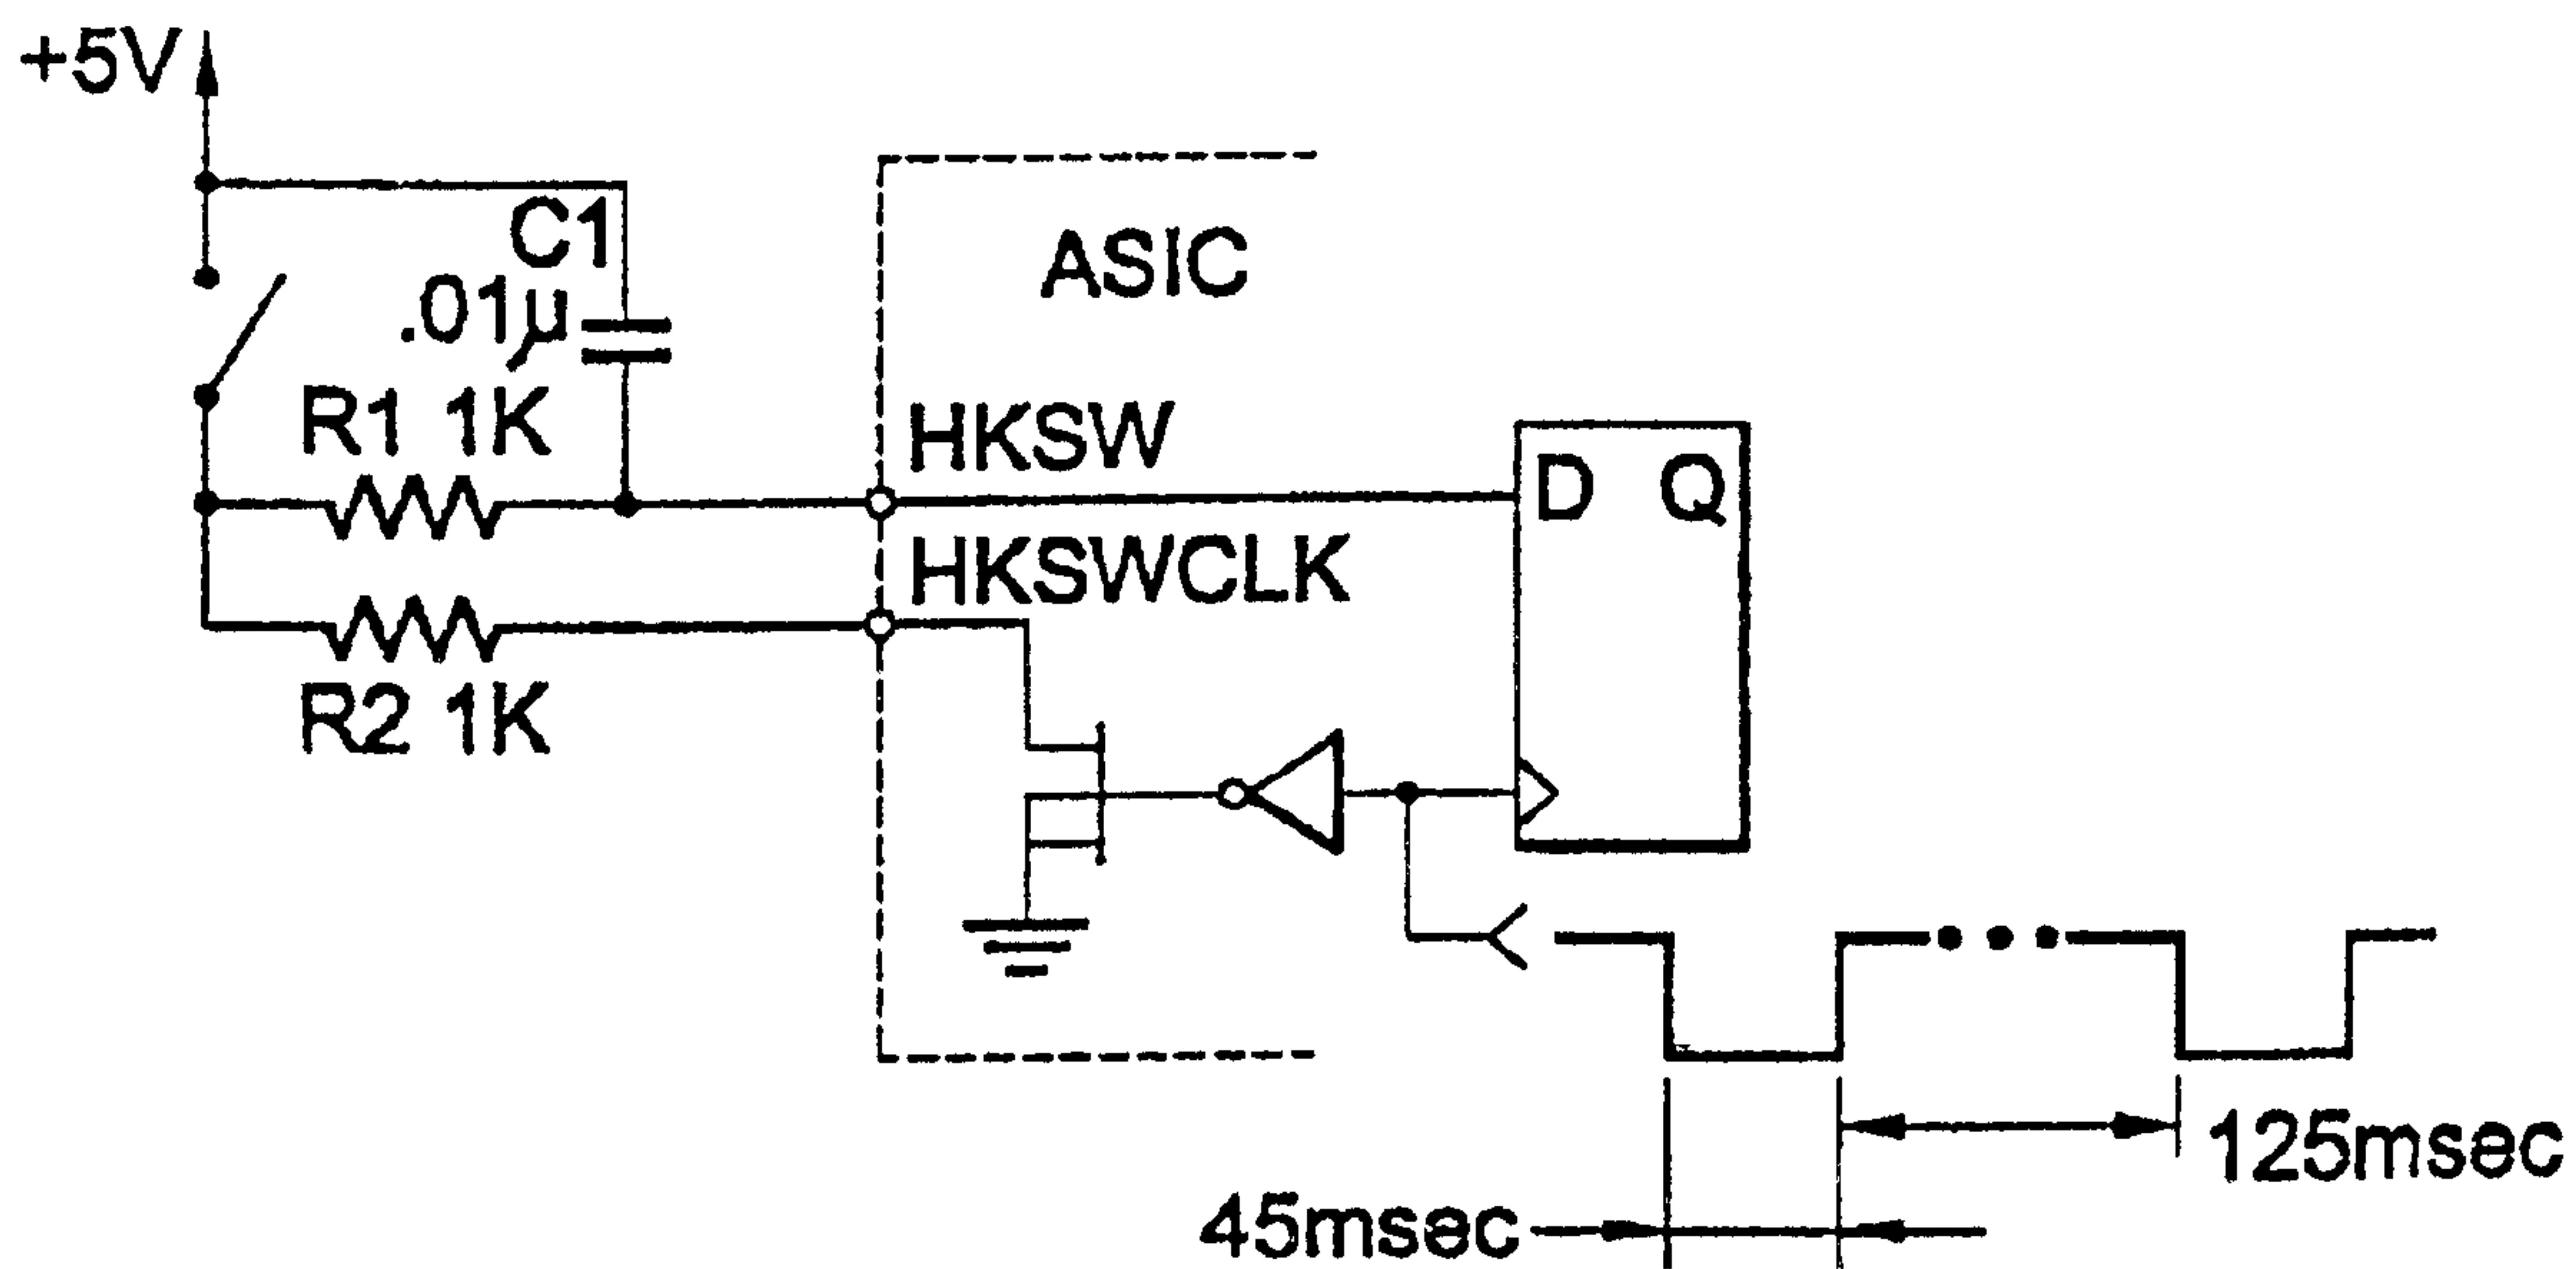 +5V
C1
.01µ
ASIC
R1 1K
HKSW
D Q
HKSWCLK
R2 1K
125msec
45msec